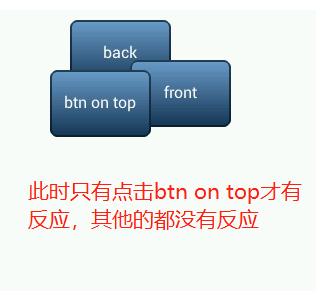 back
front
btn on top
此时只有点击btn on top才有
反应，其他的都没有反应